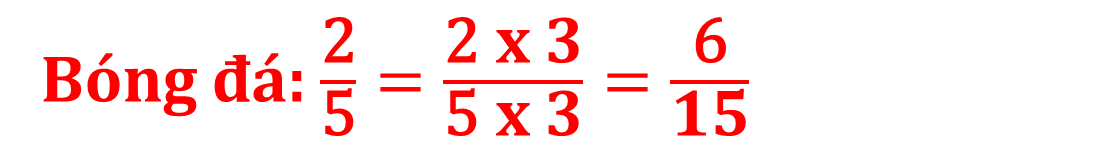 Bóng đá: 2/5 = (2 x 3)/(5 x 3) = 6/15